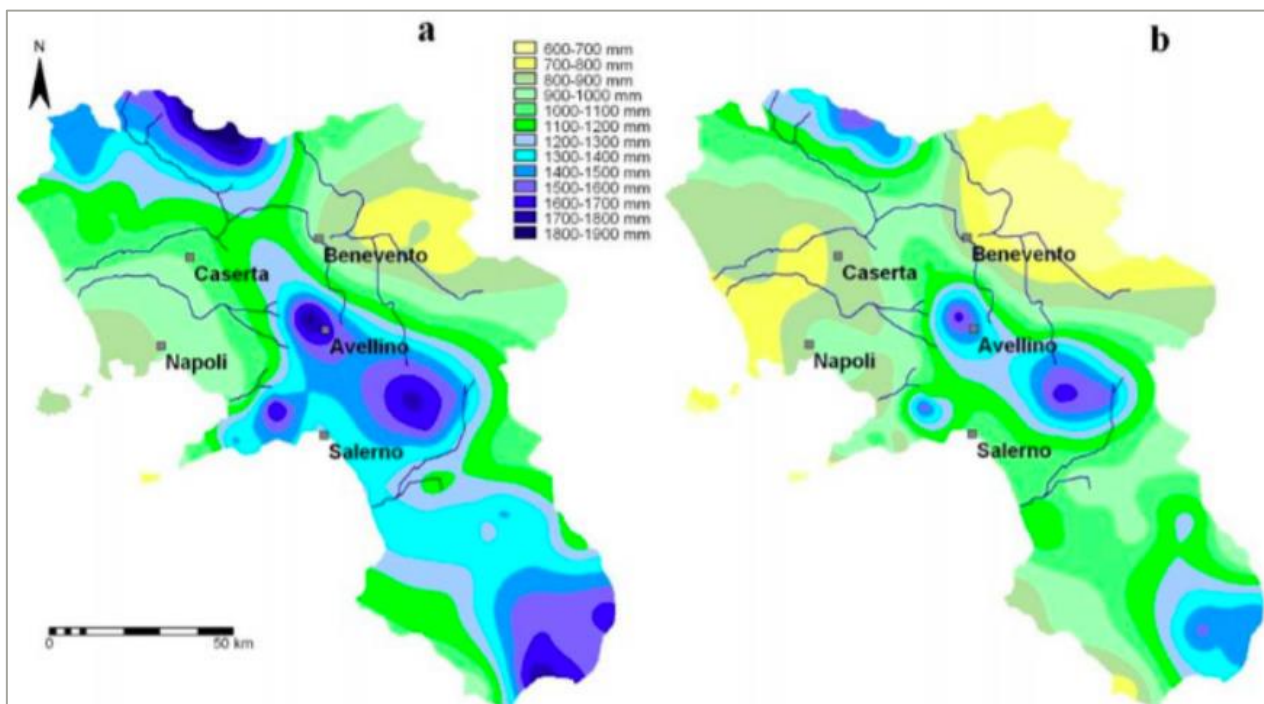 a
b
N
600-700 mm
700-800 mm
800-900 mm
900-1000 mm
1000-1100 mm
1100-1200 mm
1200-1300 mm
1300-1400 mm
1400-1500 mm
1500-1600 mm
1600-1700 mm
1700-1800 mm
1800-1900 mm
Benevento
Caserta
Avellino
Napoli
Salerno
0 50 km
Benevento
Caserta
Avellino
Napoli
Salerno